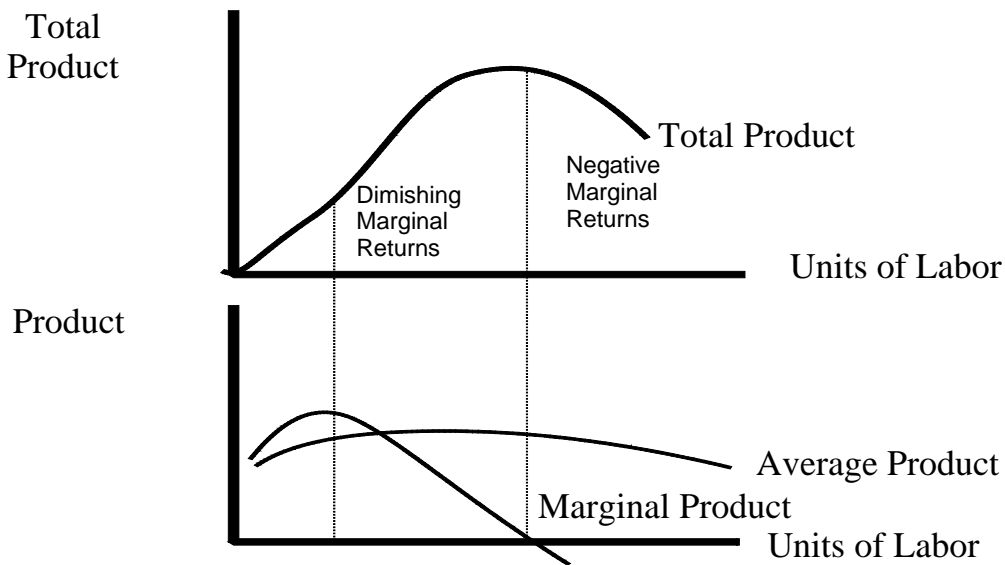 Total
Product
Total Product
Dimishing
Marginal
Returns
Negative
Marginal
Returns
Units of Labor
Product
Average Product
Marginal Product
Units of Labor